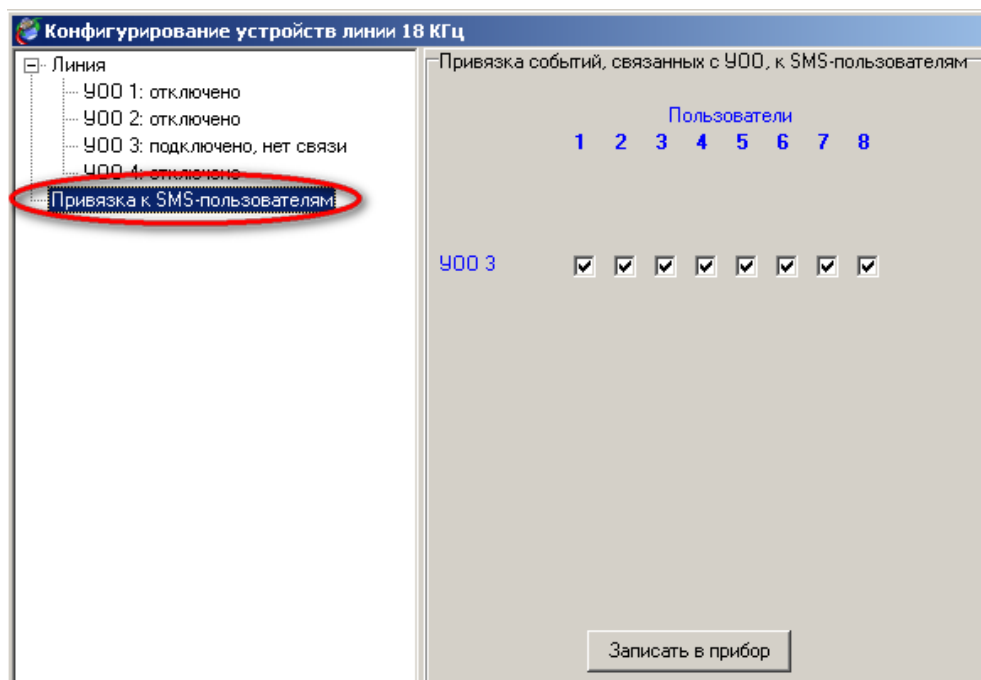 Конфигурирование устройств линии 18 КГц
Линия
УОО 1: отключено
УОО 2: отключено
УОО 3: подключено, нет связи
УОО 4: отключено
Привязка к SMS-пользователям
Привязка событий, связанных с УОО, к SMS-пользователям
Пользователи
1 2 3 4 5 6 7 8
УОО 3
Записать в прибор